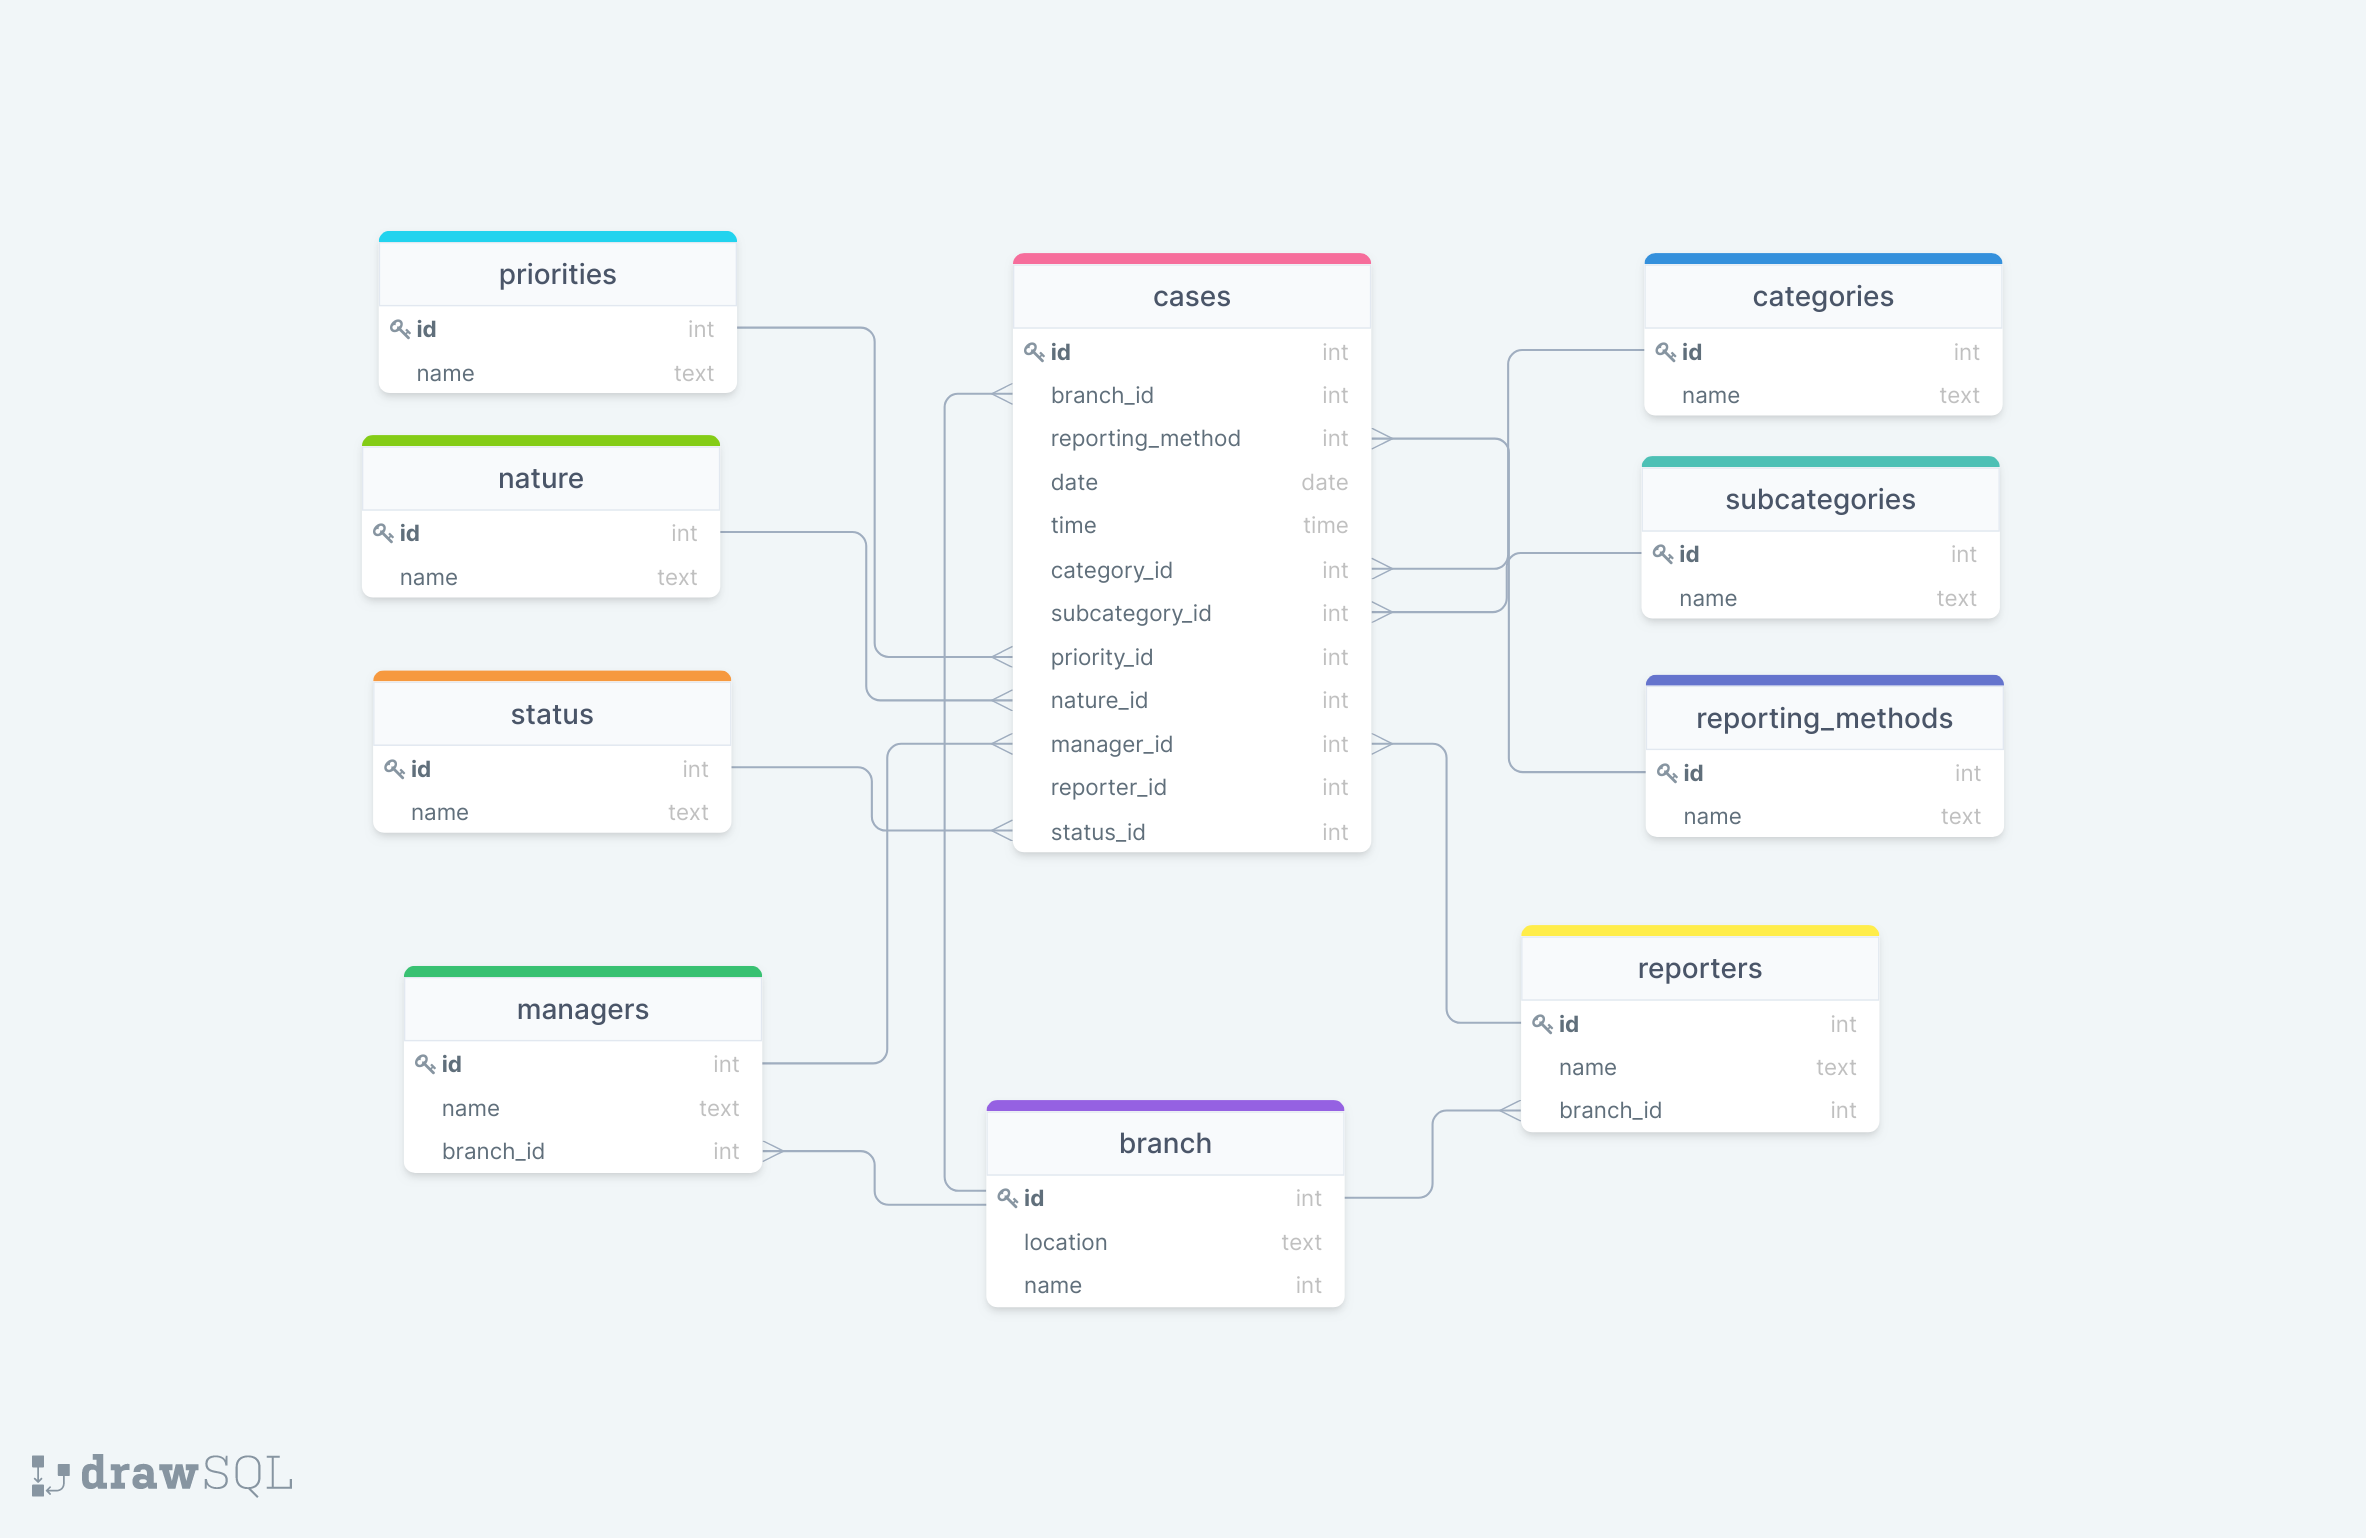 priorities
id int
name text
nature
id int
name text
status
id int
name text
managers
id int
name text
branch_id int
cases
id int
branch_id int
reporting_method int
date date
time time
category_id int
subcategory_id int
priority_id int
nature_id int
manager_id int
reporter_id int
status_id int
branch
id int
location text
name int
categories
id int
name text
subcategories
id int
name text
reporting_methods
id int
name text
reporters
id int
name text
branch_id int
drawSQL